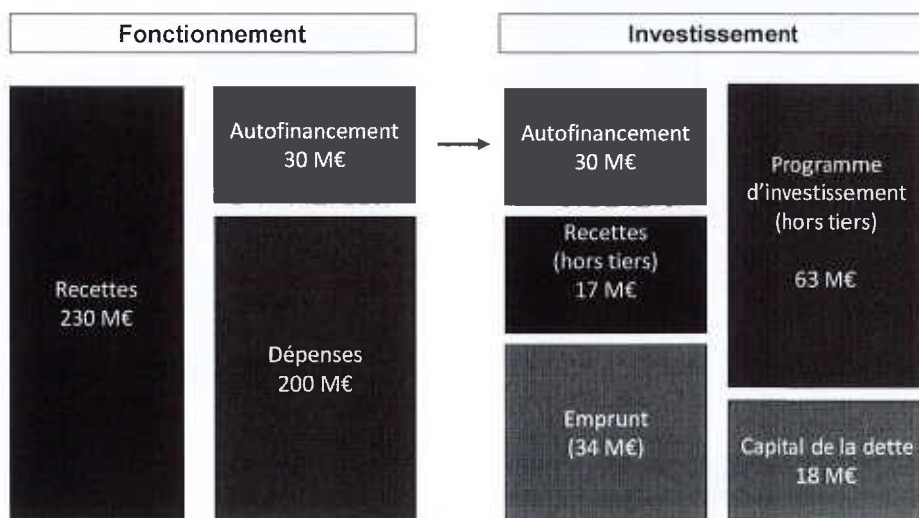 Fonctionnement
Recettes
230 M€
Autofinancement
30 M€
Dépenses
200 M€
Investissement
Autofinancement
30 M€
Recettes
(hors tiers)
17 M€
Emprunt
(34 M€)
Programme
d'investissement
(hors tiers)
63 M€
Capital de la dette
18 M€